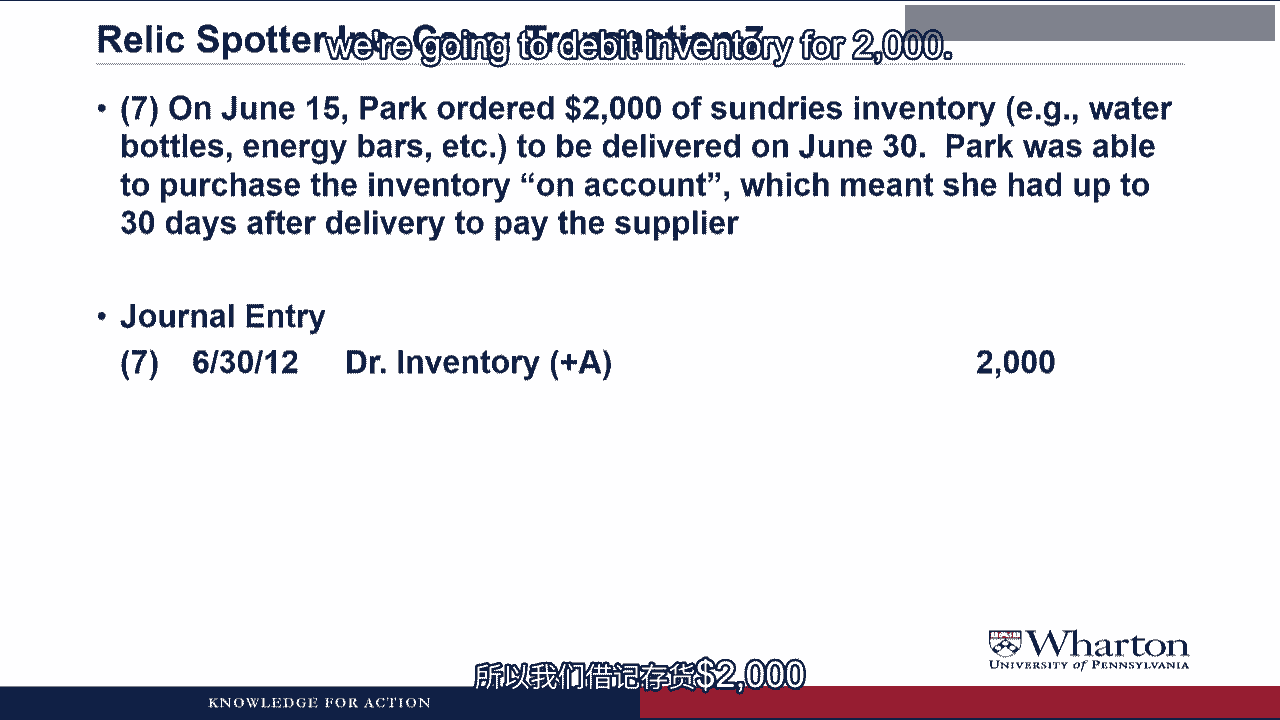 Relic Spotter Inc. Case: Transaction 7
we're going to debit inventory for 2,000.
• (7) On June 15, Park ordered $2,000 of sundries inventory (e.g., water
bottles, energy bars, etc.) to be delivered on June 30. Park was able
to purchase the inventory “on account”, which meant she had up to
30 days after delivery to pay the supplier
• Journal Entry
(7) 6/30/12 Dr. Inventory (+A) 2,000
Wharton
UNIVERSITY of PENNSYLVANIA
所以我们借记存货$2,000
KNOWLEDGE FOR ACTION